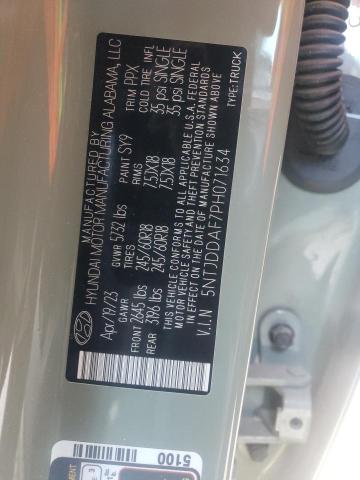 MANUFACTURED BY
HYUNDAI MOTOR MANUFACTURING ALABAMA, LLC
Apr/19/23 GVWR 5732 lbs PAINT SY9 TRIM PPX
GAWR TIRES RIMS COLD TIRE INFL
FRONT 2645 lbs 245/60R18 7.5JX18 35 psi SINGLE
REAR 3196 lbs 245/60R18 7.5JX18 35 psi SINGLE
THIS VEHICLE CONFORMS TO ALL APPLICABLE U.S.A. FEDERAL
MOTOR VEHICLE SAFETY AND BUMPER STANDARDS
IN EFFECT ON THE DATE OF MANUFACTURE SHOWN ABOVE
V.I.N 5NTJDDAF7PH071634 TYPE:TRUCK
5100